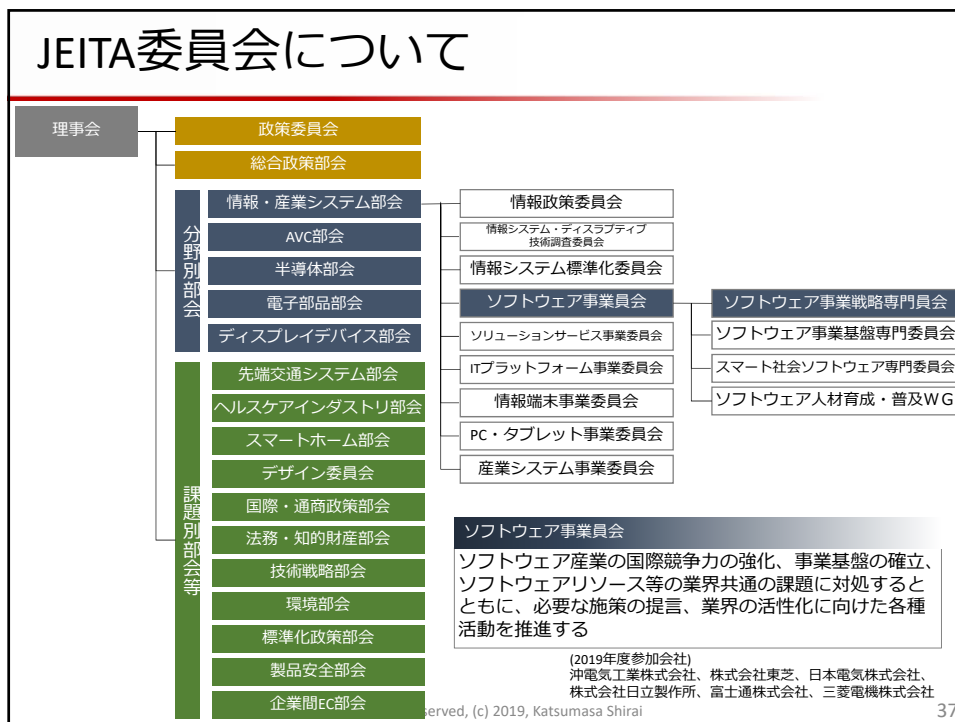 JEITA委員会について
理事会
政策委員会
総合政策部会
分野別部会
情報・産業システム部会
AVC部会
半導体部会
電子部品部会
ディスプレイデバイス部会
課題別部会等
先端交通システム部会
ヘルスケアインダストリ部会
スマートホーム部会
デザイン委員会
国際・通商政策部会
法務・知的財産部会
技術戦略部会
環境部会
標準化政策部会
製品安全部会
企業間EC部会
情報政策委員会
情報システム・ディスラプティブ
技術調査委員会
情報システム標準化委員会
ソフトウェア事業員会
ソリューションサービス事業委員会
ITプラットフォーム事業委員会
情報端末事業委員会
PC・タブレット事業委員会
産業システム事業委員会
ソフトウェア事業戦略専門員会
ソフトウェア事業基盤専門委員会
スマート社会ソフトウェア専門委員会
ソフトウェア人材育成・普及WG
ソフトウェア事業員会
ソフトウェア産業の国際競争力の強化、事業基盤の確立、
ソフトウェアリソース等の業界共通の課題に対処すると
ともに、必要な施策の提言、業界の活性化に向けた各種
活動を推進する
(2019年度参加会社)
沖電気工業株式会社、株式会社東芝、日本電気株式会社、
株式会社日立製作所、富士通株式会社、三菱電機株式会社
served, (c) 2019, Katsumasa Shirai
37